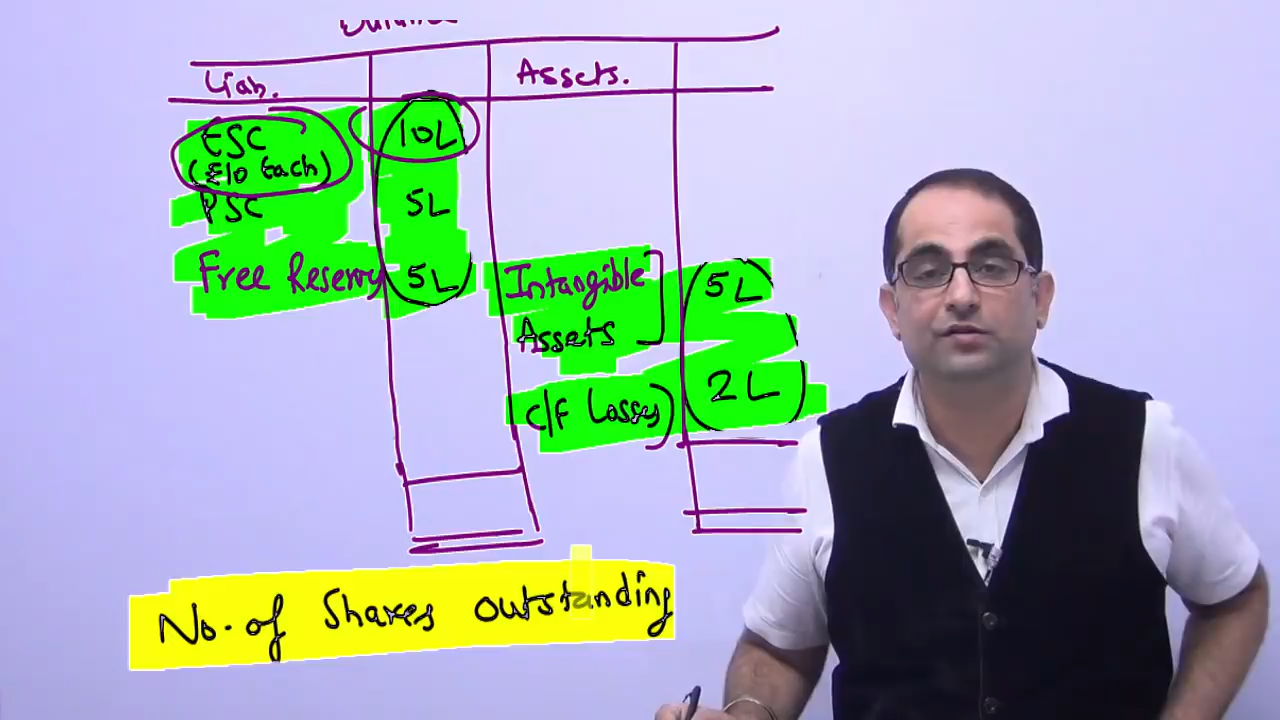 Liab.
Assets.
ESC
10L
(₹10 Each)
PSC
5L
Free Reserve
5L
Intangible
5L
Assets
C/F Losses
2L
No. of Shares Outstanding